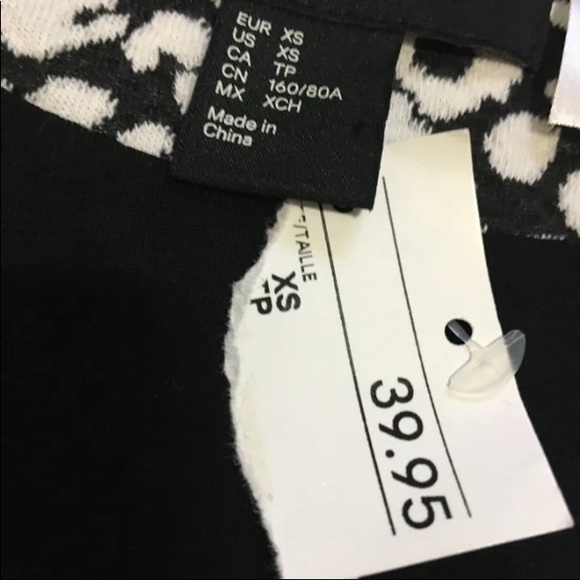 EUR XS
US XS
CA TP
CN 160/80A
MX XCH
Made in
China
/TAILLE
XS
TP
39.95